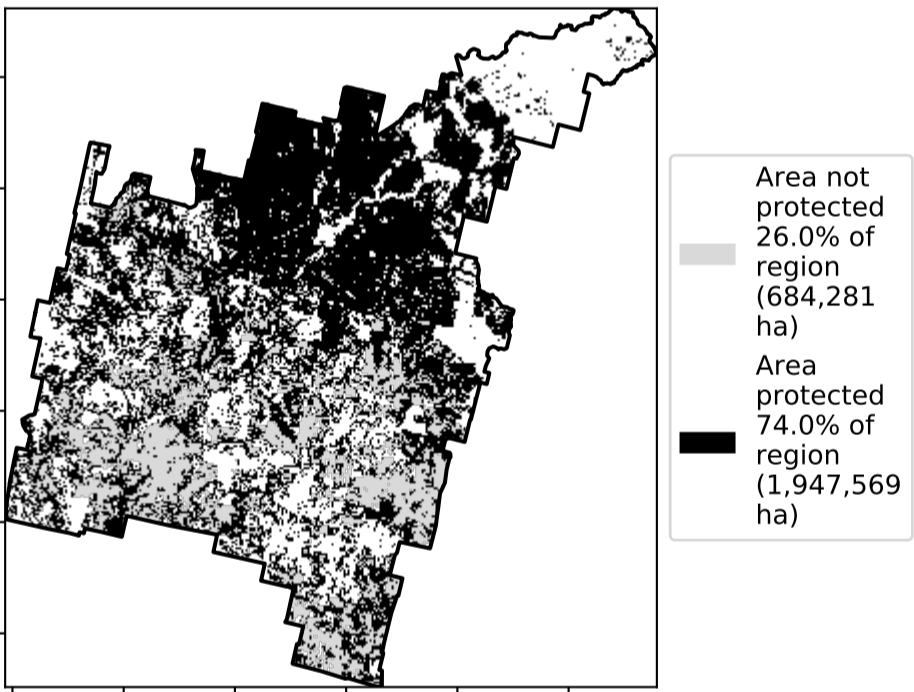 Area not
protected
26.0% of
region
(684,281
ha)
Area
protected
74.0% of
region
(1,947,569
ha)